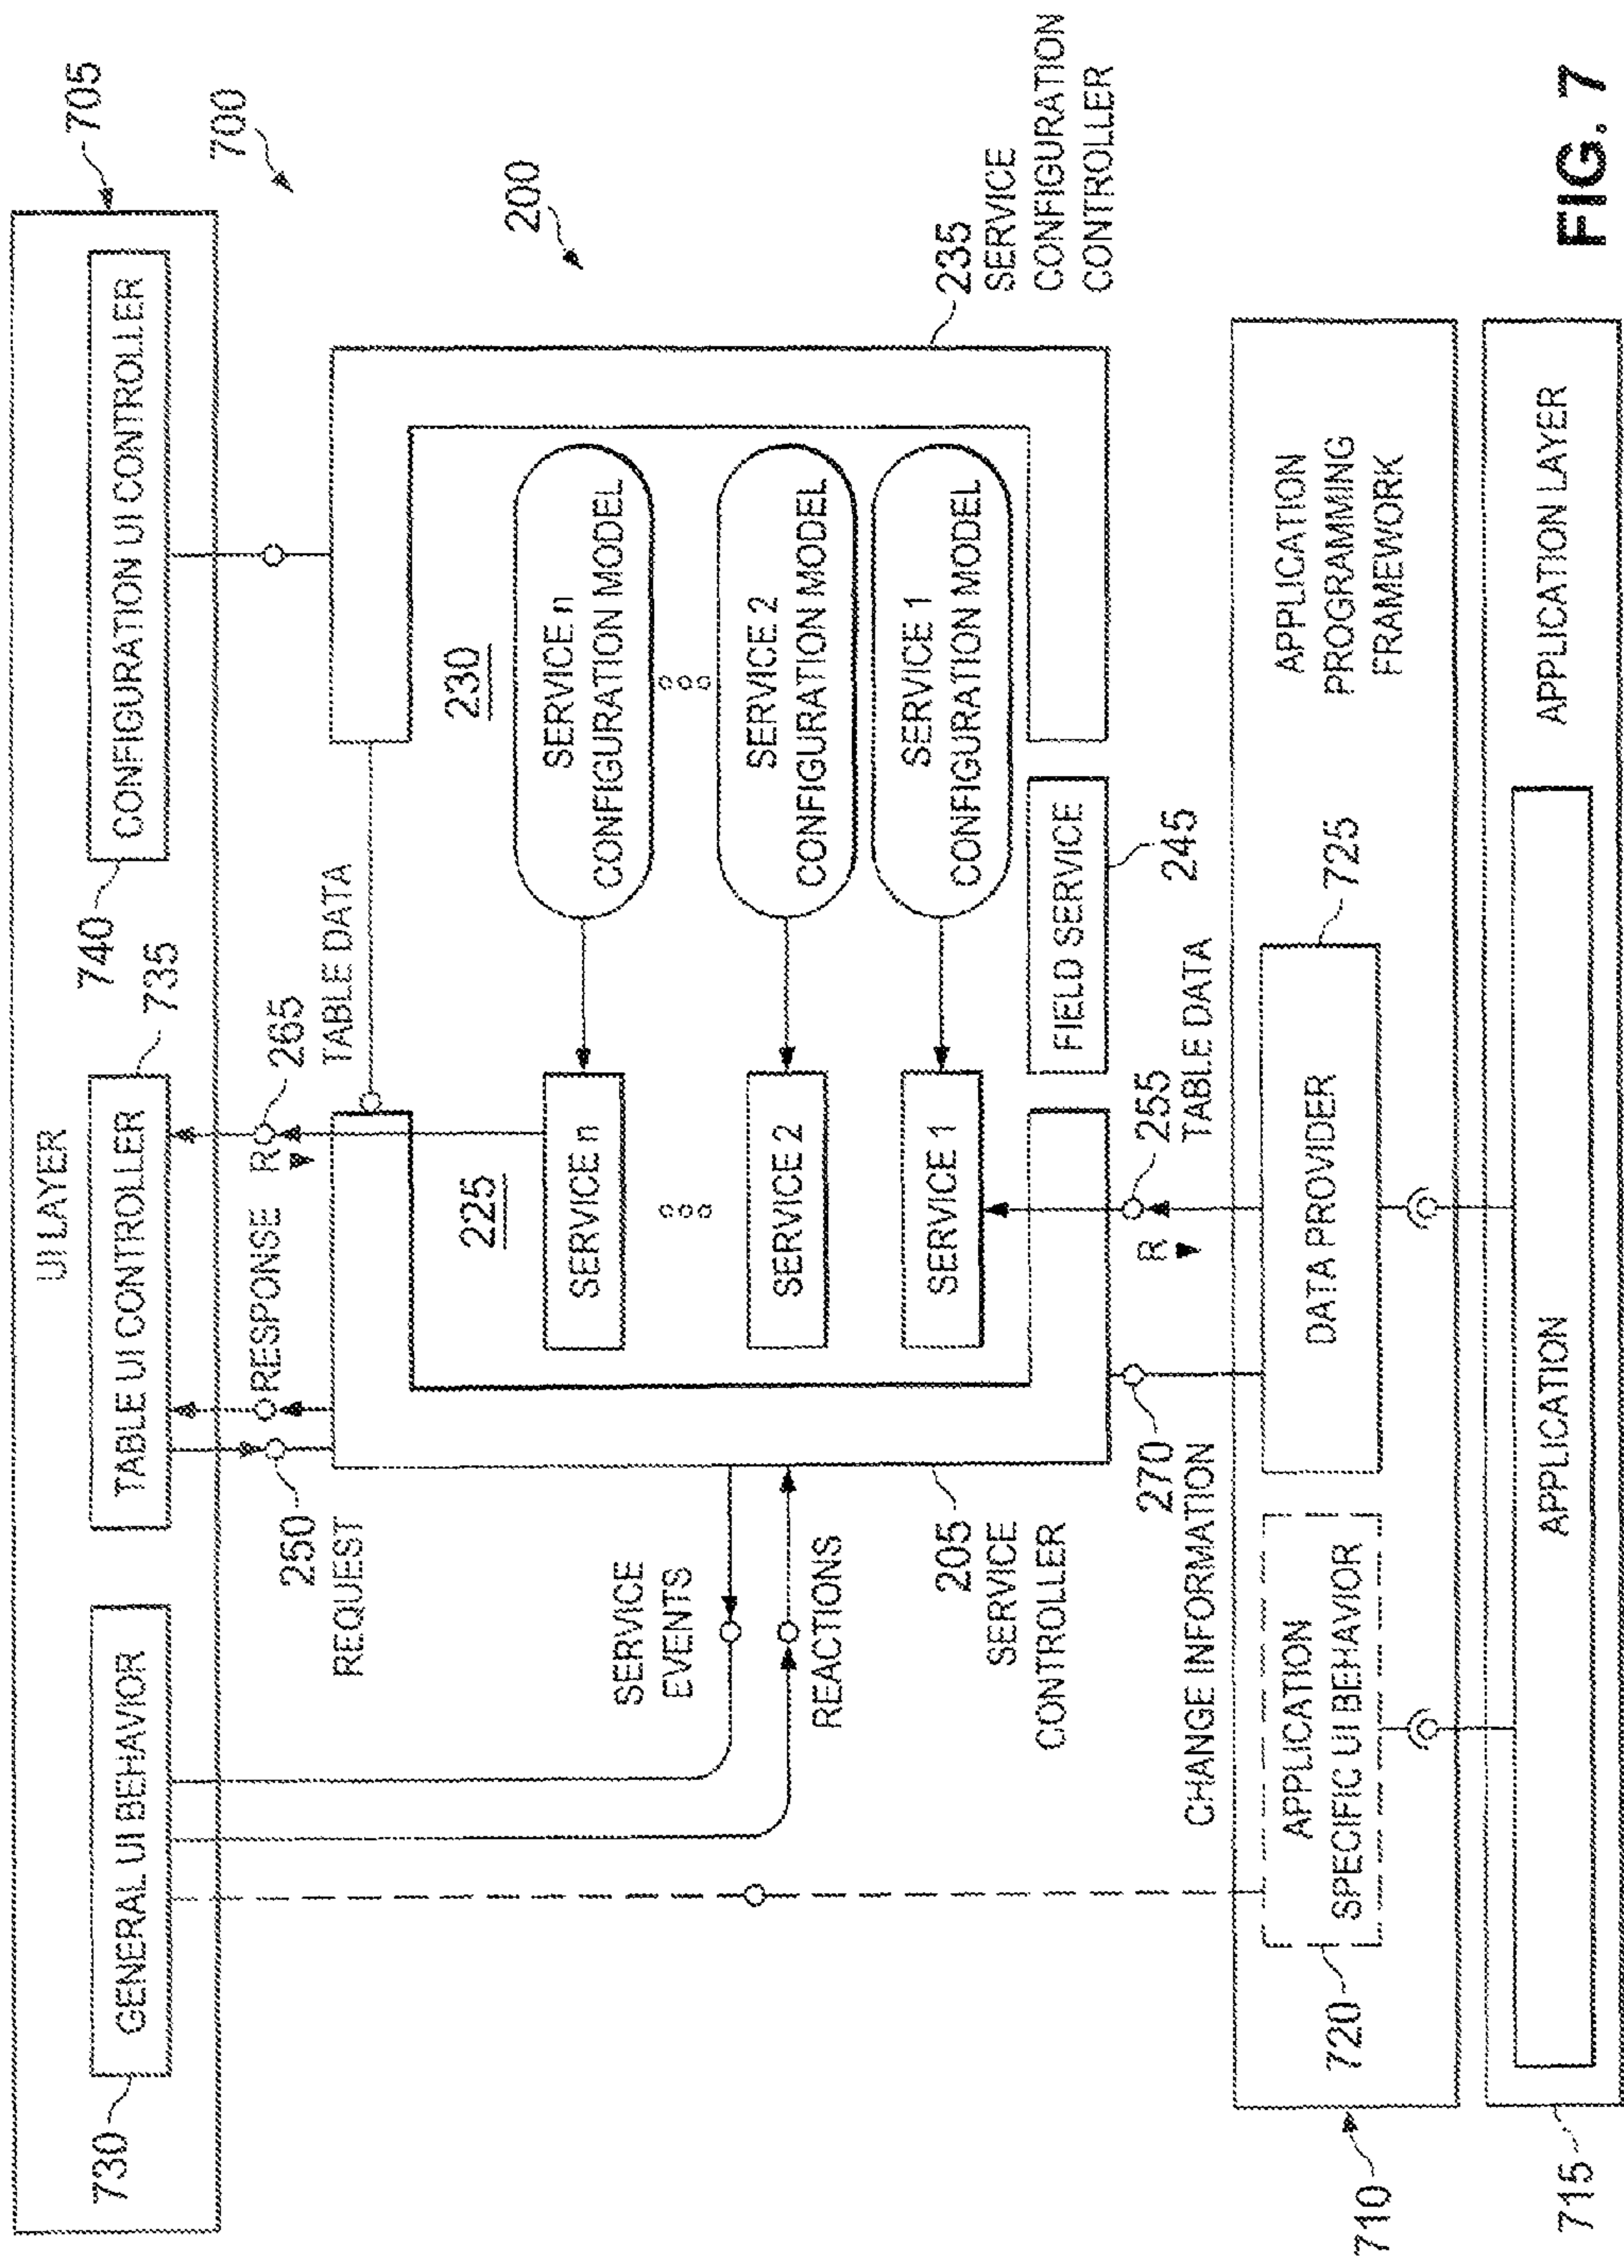 705
UI LAYER
730
GENERAL UI BEHAVIOR
TABLE UI CONTROLLER
735
740
CONFIGURATION UI CONTROLLER
700
250
REQUEST
RESPONSE
R
265
TABLE DATA
200
SERVICE
EVENTS
REACTIONS
225
230
SERVICE n
SERVICE n
CONFIGURATION MODEL
SERVICE 2
SERVICE 2
CONFIGURATION MODEL
SERVICE 1
SERVICE 1
CONFIGURATION MODEL
235
SERVICE
CONFIGURATION
CONTROLLER
205
SERVICE
CONTROLLER
FIELD SERVICE
245
270
CHANGE INFORMATION
R
255
TABLE DATA
APPLICATION
SPECIFIC UI BEHAVIOR
720
DATA PROVIDER
725
APPLICATION
PROGRAMMING
FRAMEWORK
710
APPLICATION
APPLICATION LAYER
715
FIG. 7